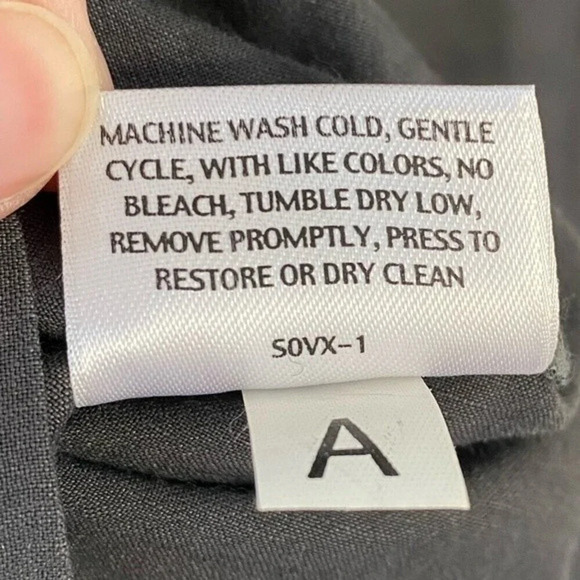 MACHINE WASH COLD, GENTLE
CYCLE, WITH LIKE COLORS, NO
BLEACH, TUMBLE DRY LOW,
REMOVE PROMPTLY, PRESS TO
RESTORE OR DRY CLEAN
S0VX-1
A